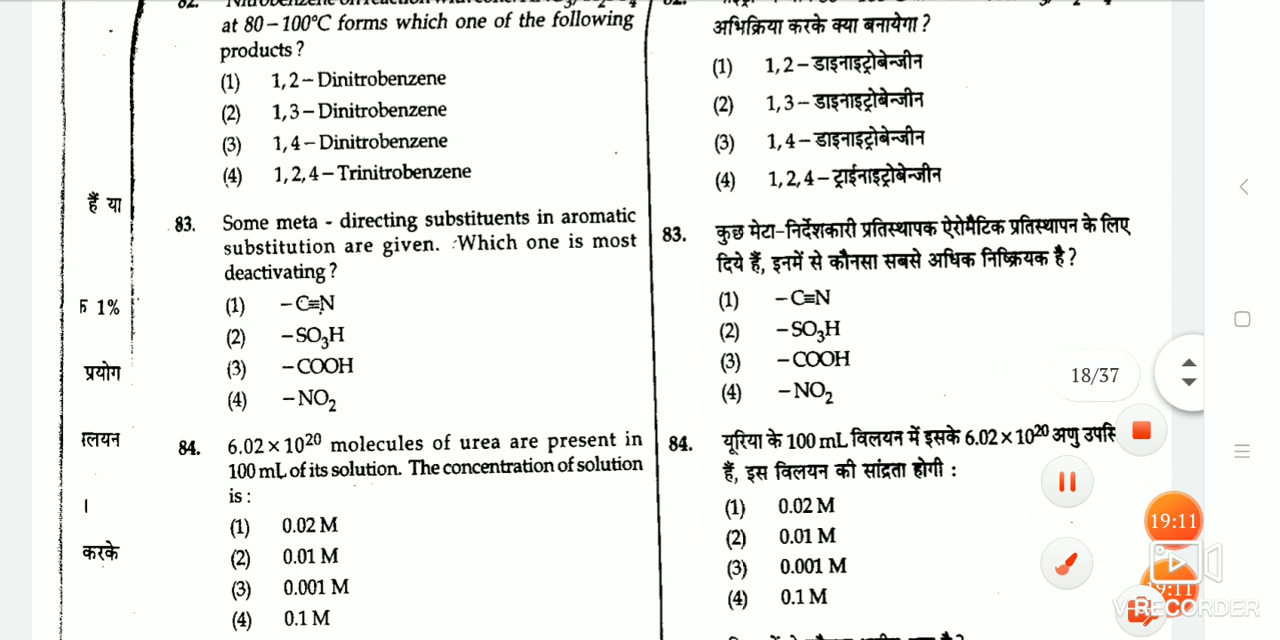 at 80 – 100°C forms which one of the following
products ?
(1) 1, 2 – Dinitrobenzene
(2) 1, 3 – Dinitrobenzene
(3) 1, 4 – Dinitrobenzene
(4) 1, 2, 4 – Trinitrobenzene
83. Some meta - directing substituents in aromatic
substitution are given. Which one is most
deactivating ?
(1) – C≡N
(2) – SO₃H
(3) – COOH
(4) – NO₂
84. 6.02 × 10²⁰ molecules of urea are present in
100 mL of its solution. The concentration of solution
is :
(1) 0.02 M
(2) 0.01 M
(3) 0.001 M
(4) 0.1 M
अभिक्रिया करके क्या बनायेगा ?
(1) 1, 2 – डाइनाइट्रोबेन्जीन
(2) 1, 3 – डाइनाइट्रोबेन्जीन
(3) 1, 4 – डाइनाइट्रोबेन्जीन
(4) 1, 2, 4 – ट्राईनाइट्रोबेन्जीन
83. कुछ मेटा-निर्देशकारी प्रतिस्थापक ऐरोमैटिक प्रतिस्थापन के लिए
दिये हैं, इनमें से कौनसा सबसे अधिक निष्क्रियक है ?
(1) – C≡N
(2) – SO₃H
(3) – COOH
(4) – NO₂
84. यूरिया के 100 mL विलयन में इसके 6.02 × 10²⁰ अणु
हैं, इस विलयन की सांद्रता होगी :
(1) 0.02 M
(2) 0.01 M
(3) 0.001 M
(4) 0.1 M
हैं या
1%
प्रयोग
करके
18/37
19:11
19:11
V-RECORDER